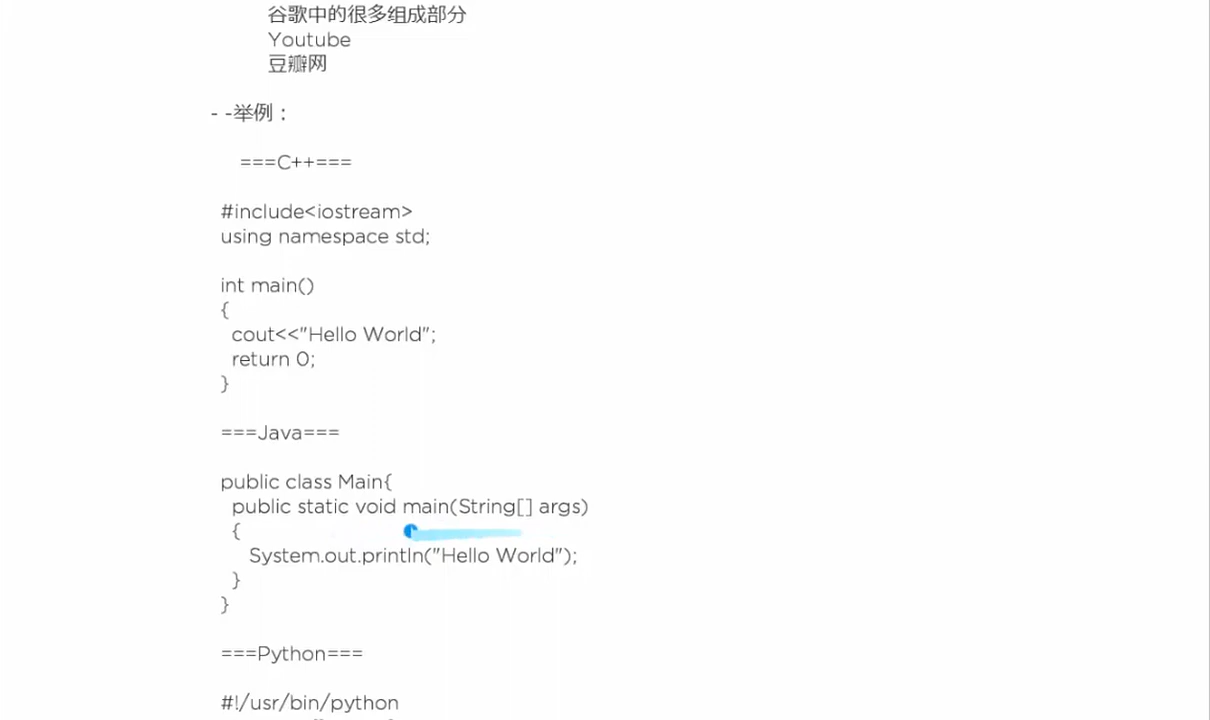 谷歌中的很多组成部分
Youtube
豆瓣网
- -举例：
===C++===
#include<iostream>
using namespace std;
int main()
{
cout<<"Hello World";
return 0;
}
===Java===
public class Main{
public static void main(String[] args)
{
System.out.println("Hello World");
}
}
===Python===
#!/usr/bin/python